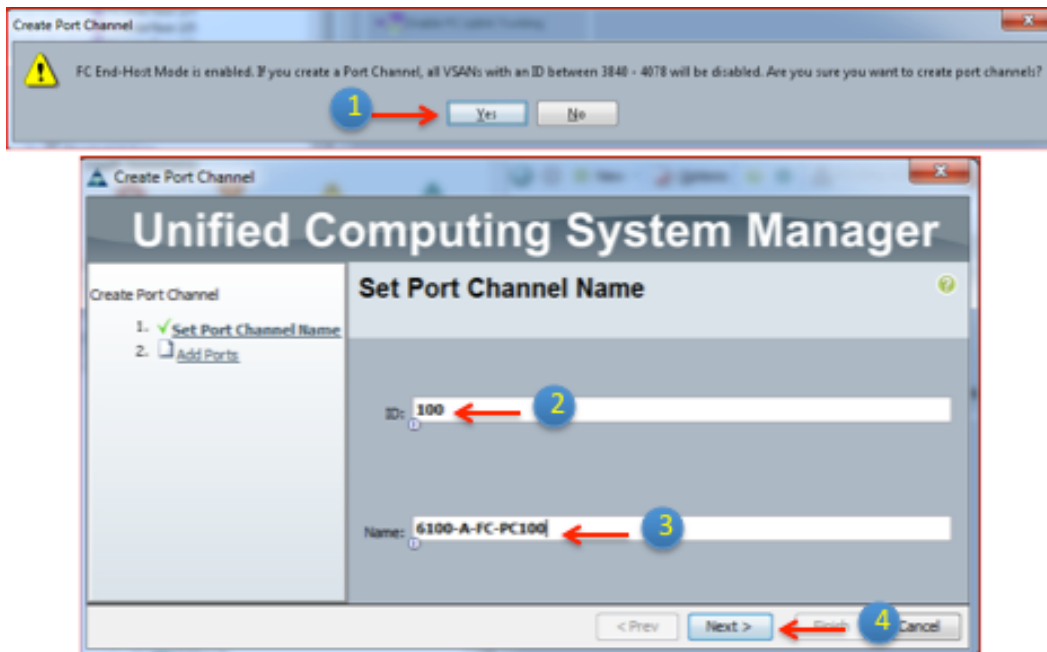 Create Port Channel
FC End-Host Mode is enabled. If you create a Port Channel, all VSANs with an ID between 3840 - 4078 will be disabled. Are you sure you want to create port channels?
1
Yes No
Create Port Channel
Unified Computing System Manager
Create Port Channel
1. Set Port Channel Name
2. Add Ports
Set Port Channel Name
ID: 100
2
Name: 6100-A-FC-PC100
3
< Prev Next > Finish 4 Cancel